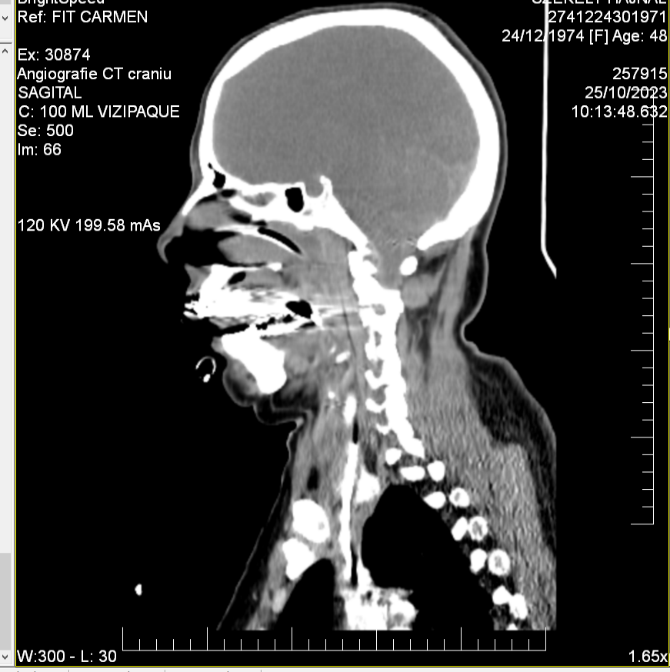 BrightSpeed
Ref: FIT CARMEN
Ex: 30874
Angiografie CT craniu
SAGITAL
C: 100 ML VIZIPAQUE
Se: 500
Im: 66
120 KV 199.58 mAs
2741224301971
24/12/1974 [F] Age: 48
257915
25/10/2023
10:13:48.632
W:300 - L: 30
1.65x